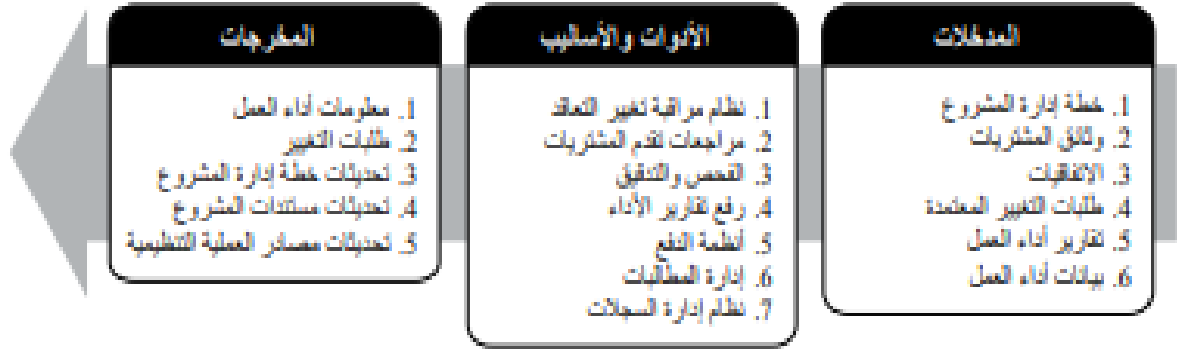 المدخلات
1. خطة إدارة المشروع
2. وثائق المشتريات
3. الاتفاقيات
4. طلبات التغيير المعتمدة
5. تقارير أداء العمل
6. بيانات أداء العمل
الأدوات والأساليب
1. نظام مراقبة تغيير التعاقد
2. مراجعات تقدم المشتريات
3. الفحص والتدقيق
4. رفع تقارير الأداء
5. أنظمة الدفع
6. إدارة المطالبات
7. نظام إدارة السجلات
المخرجات
1. معلومات أداء العمل
2. طلبات التغيير
3. تحديثات خطة إدارة المشروع
4. تحديثات مستندات المشروع
5. تحديثات مصادر العملية التنظيمية